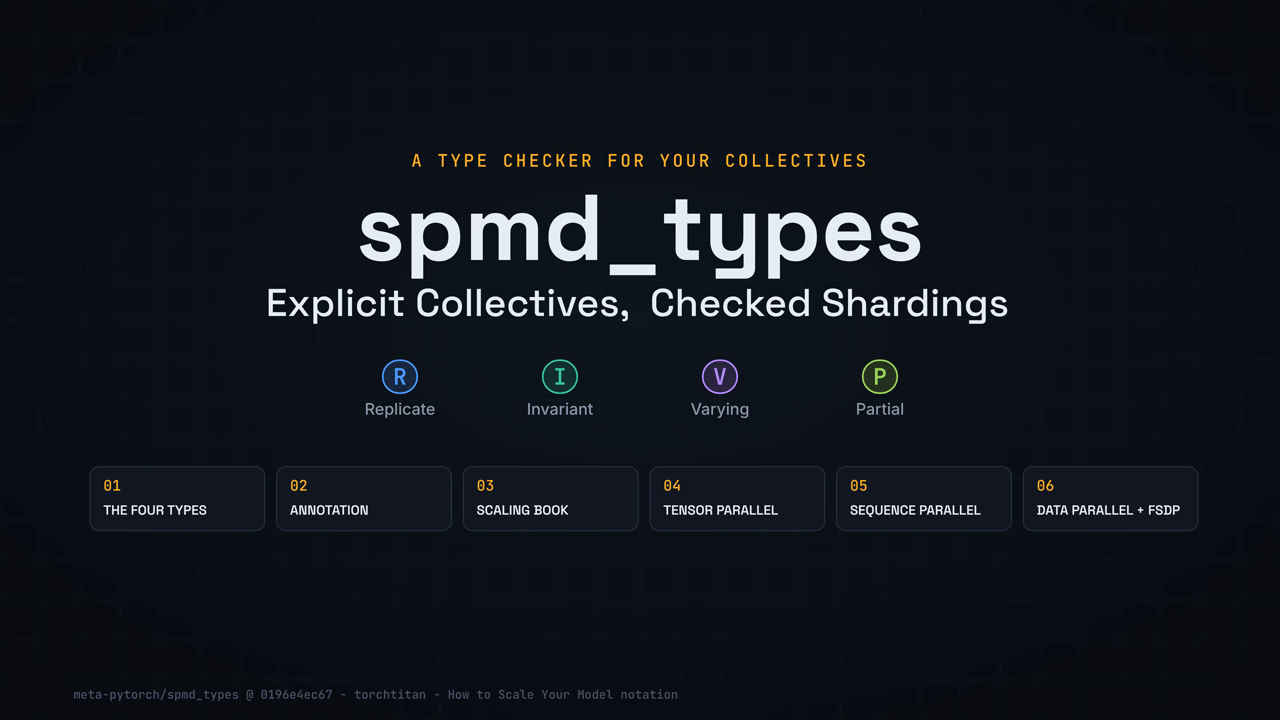 A TYPE CHECKER FOR YOUR COLLECTIVES
spmd_types
Explicit Collectives, Checked Shardings
R I V P
Replicate Invariant Varying Partial
01 02 03 04 05 06
THE FOUR TYPES ANNOTATION SCALING BOOK TENSOR PARALLEL SEQUENCE PARALLEL DATA PARALLEL + FSDP
meta-pytorch/spmd_types @ 0196e4ec67 - torchtitan - How to Scale Your Model notation